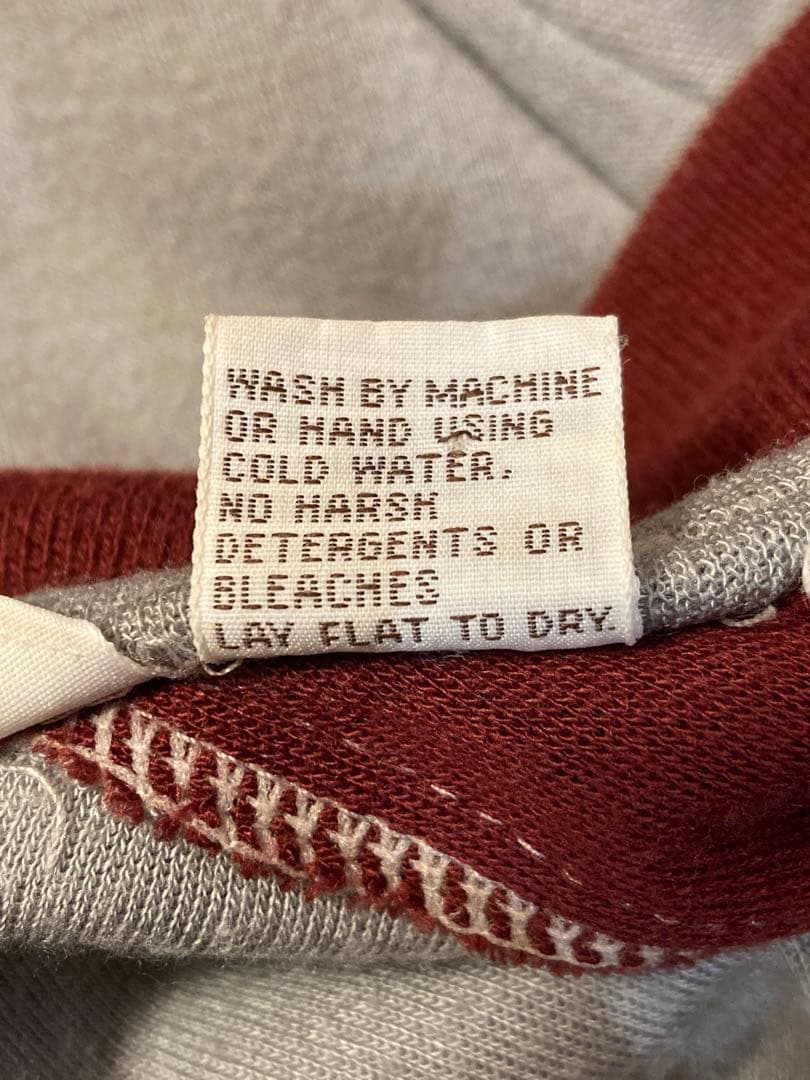 WASH BY MACHINE
OR HAND USING
COLD WATER.
NO HARSH
DETERGENTS OR
BLEACHES
LAY FLAT TO DRY.